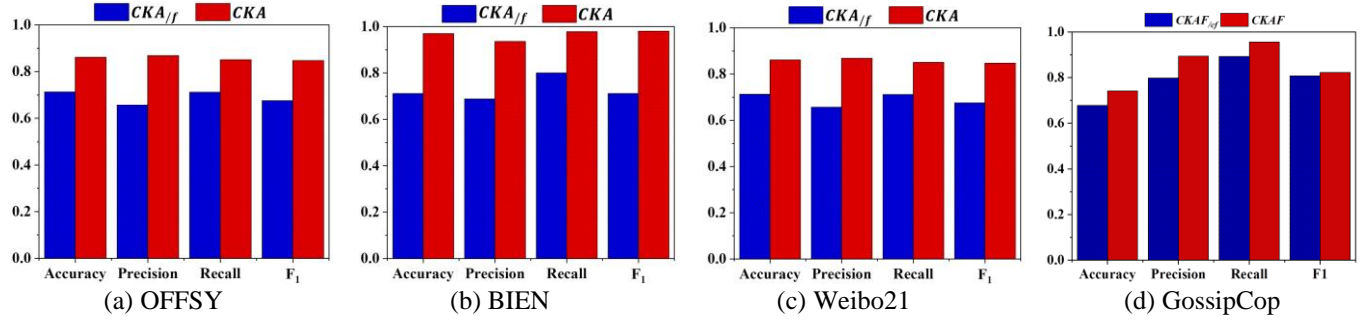 CKA/f CKA
1.0
0.8
0.6
0.4
0.2
0.0
Accuracy Precision Recall F1
(a) OFFSY
CKA/f CKA
1.0
0.8
0.6
0.4
0.2
0.0
Accuracy Precision Recall F1
(b) BIEN
CKA/f CKA
1.0
0.8
0.6
0.4
0.2
0.0
Accuracy Precision Recall F1
(c) Weibo21
CKAF/cf CKAF
1.0
0.8
0.6
0.4
0.2
0.0
Accuracy Precision Recall F1
(d) GossipCop